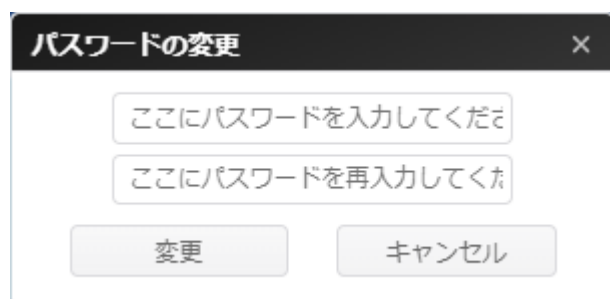 パスワードの変更 ×
ここにパスワードを入力してくださ
ここにパスワードを再入力してくた
変更 キャンセル